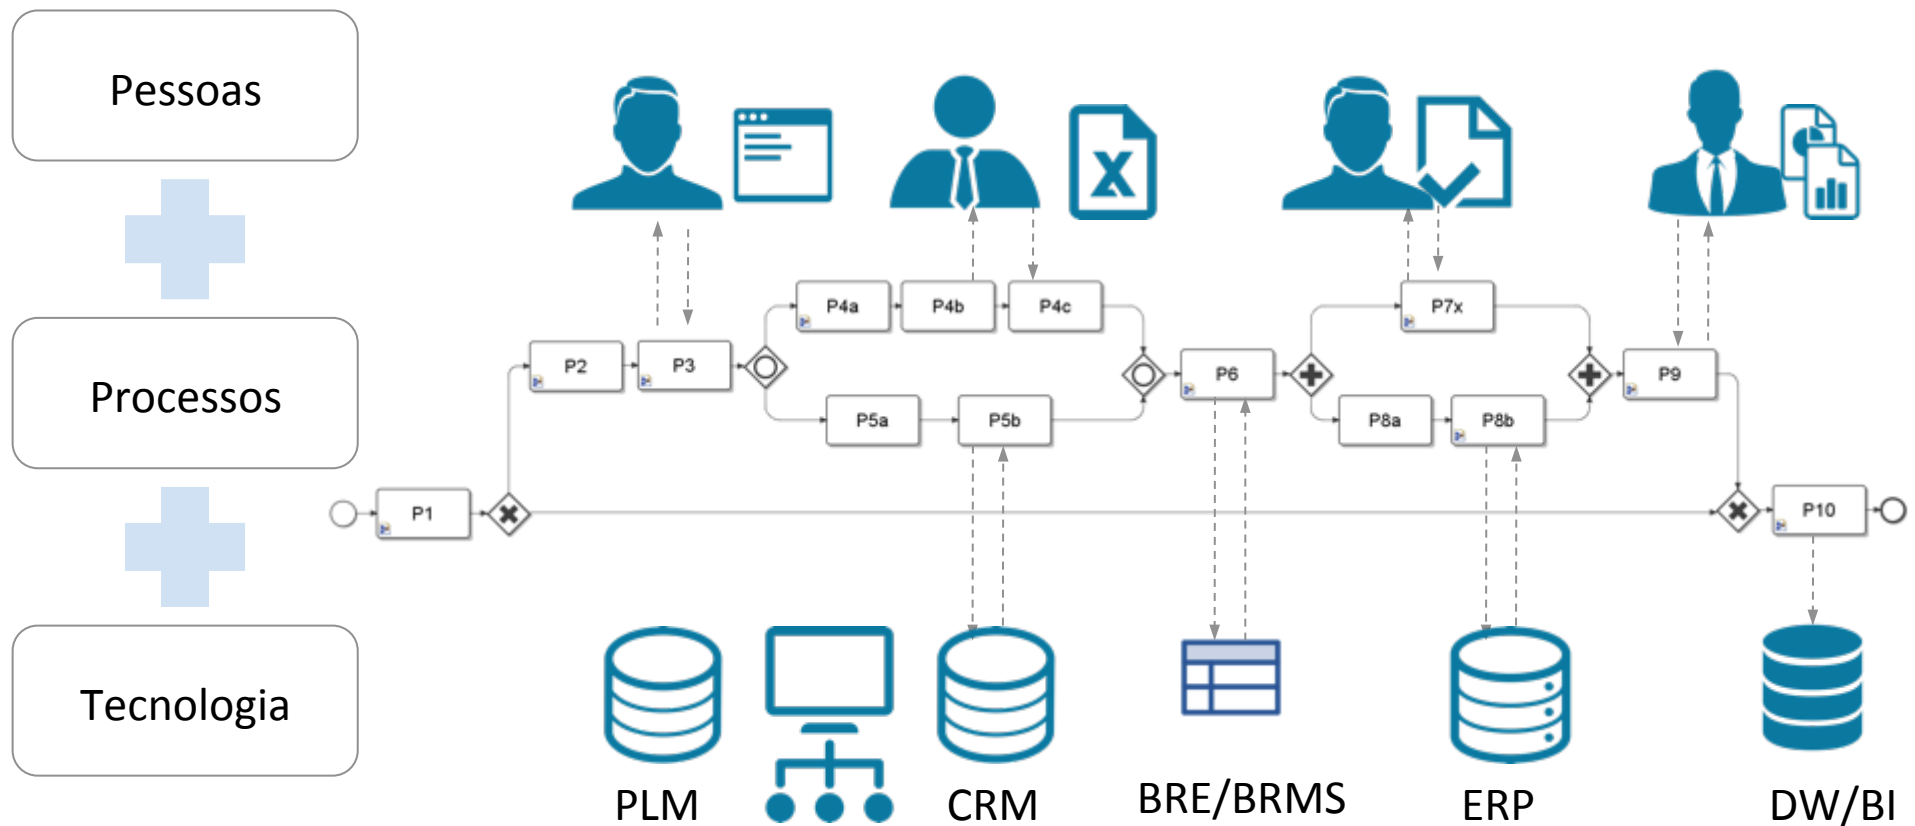 Pessoas
Processos
Tecnologia
P1
P2
P3
P4a
P4b
P4c
P5a
P5b
P6
P7x
P8a
P8b
P9
P10
PLM
CRM
BRE/BRMS
ERP
DW/BI